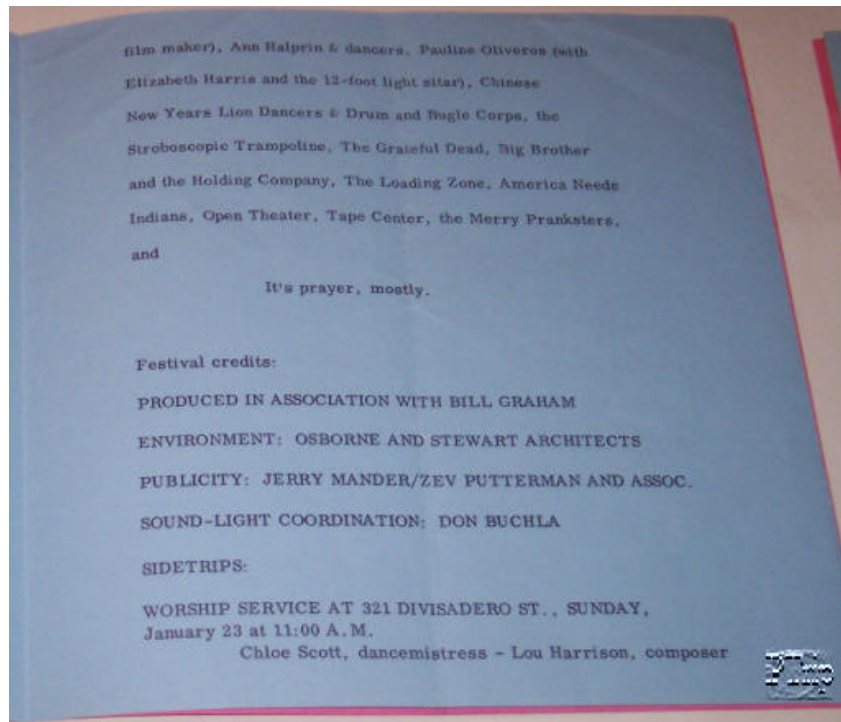 film maker), Ann Halprin & dancers, Pauline Oliveros (with
Elizabeth Harris and the 12-foot light sitar), Chinese
New Years Lion Dancers & Drum and Bugle Corps, the
Stroboscopic Trampoline, The Grateful Dead, Big Brother
and the Holding Company, The Loading Zone, America Needs
Indians, Open Theater, Tape Center, the Merry Pranksters,
and
It's prayer, mostly.
Festival credits:
PRODUCED IN ASSOCIATION WITH BILL GRAHAM
ENVIRONMENT: OSBORNE AND STEWART ARCHITECTS
PUBLICITY: JERRY MANDER/ZEV PUTTERMAN AND ASSOC.
SOUND-LIGHT COORDINATION: DON BUCHLA
SIDETRIPS:
WORSHIP SERVICE AT 321 DIVISADERO ST., SUNDAY,
January 23 at 11:00 A.M.
Chloe Scott, dancemistress - Lou Harrison, composer